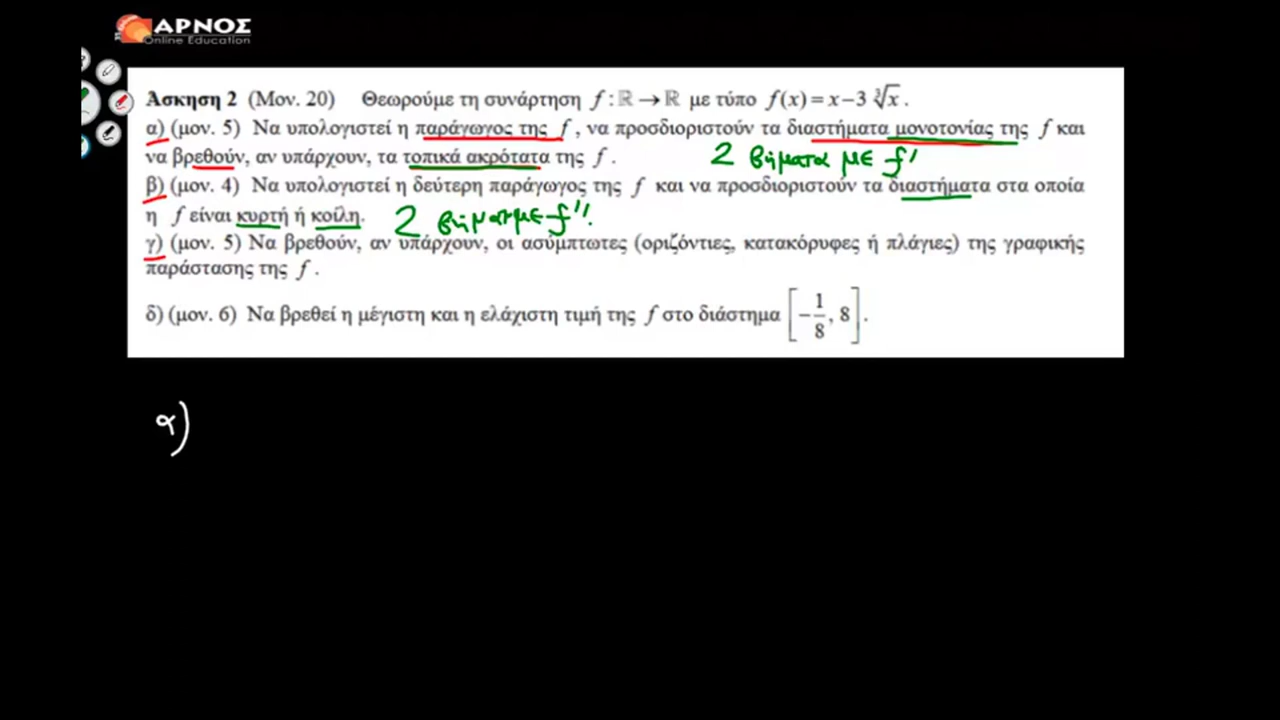 ΑΡΝΟΣ
Online Education
Άσκηση 2 (Μον. 20) Θεωρούμε τη συνάρτηση f : ℝ → ℝ με τύπο f(x) = x − 3 ∛x .
α) (μον. 5) Να υπολογιστεί η παράγωγος της f , να προσδιοριστούν τα διαστήματα μονοτονίας της f και
να βρεθούν, αν υπάρχουν, τα τοπικά ακρότατα της f . 2 βήματα με f'
β) (μον. 4) Να υπολογιστεί η δεύτερη παράγωγος της f και να προσδιοριστούν τα διαστήματα στα οποία
η f είναι κυρτή ή κοίλη. 2 βήματα με f''.
γ) (μον. 5) Να βρεθούν, αν υπάρχουν, οι ασύμπτωτες (οριζόντιες, κατακόρυφες ή πλάγιες) της γραφικής
παράστασης της f .
δ) (μον. 6) Να βρεθεί η μέγιστη και η ελάχιστη τιμή της f στο διάστημα [−1/8, 8].
α)